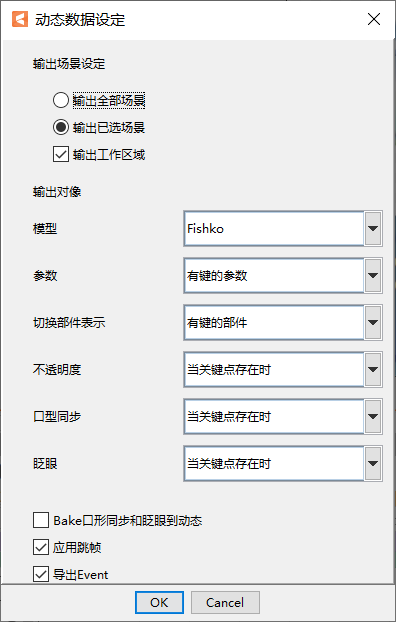 动态数据设定
输出场景设定
输出全部场景
输出已选场景
输出工作区域
输出对像
模型 Fishko
参数 有键的参数
切换部件表示 有键的部件
不透明度 当关键点存在时
口型同步 当关键点存在时
眨眼 当关键点存在时
Bake口形同步和眨眼到动态
应用跳帧
导出Event
OK Cancel